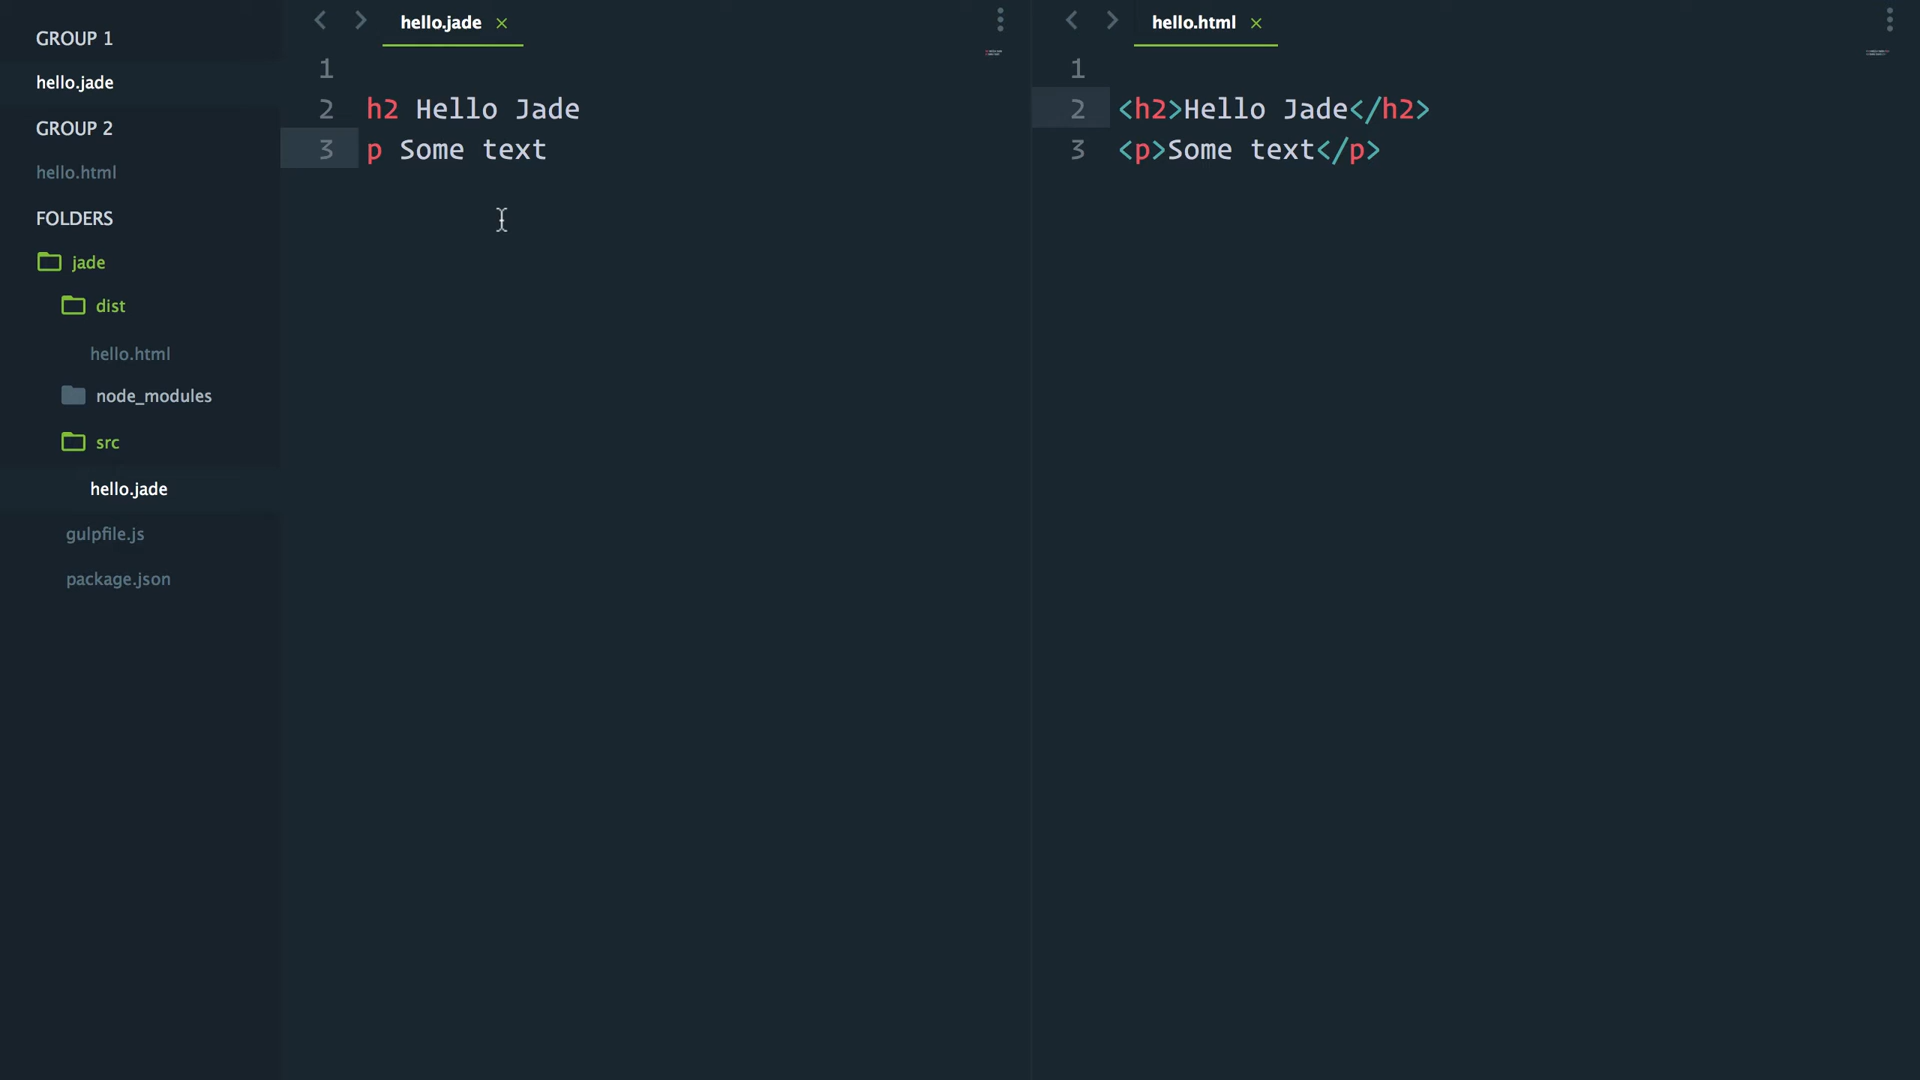 GROUP 1
hello.jade
GROUP 2
hello.html
FOLDERS
jade
dist
hello.html
node_modules
src
hello.jade
gulpfile.js
package.json
hello.jade ×
1
2 h2 Hello Jade
3 p Some text
hello.html ×
1
2 <h2>Hello Jade</h2>
3 <p>Some text</p>